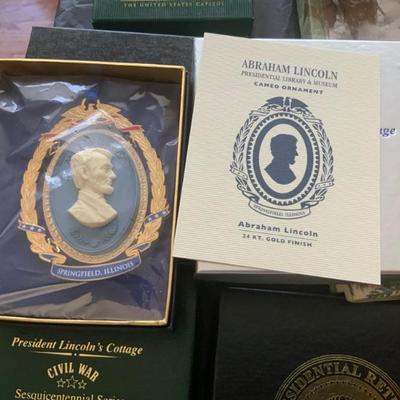 THE UNITED STATES CAPITOL
ABRAHAM LINCOLN
PRESIDENTIAL LIBRARY & MUSEUM
CAMEO ORNAMENT
SPRINGFIELD, ILLINOIS
Abraham Lincoln
24 KT. GOLD FINISH
SPRINGFIELD, ILLINOIS
President Lincoln's Cottage
CIVIL WAR
Sesquicentennial Series